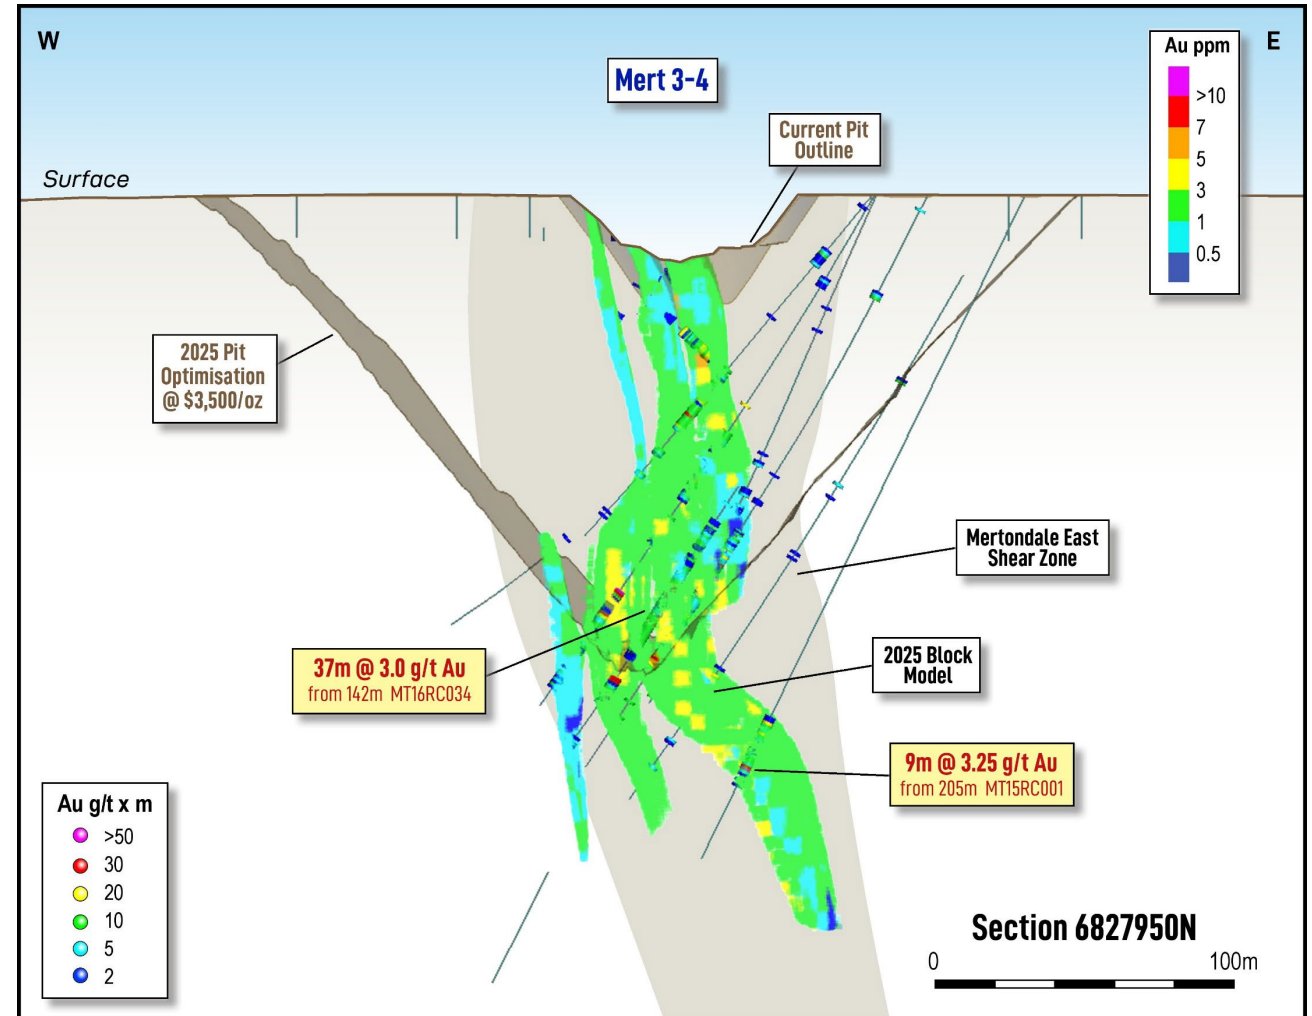 W
Mert 3-4
Au ppm
E
>10
7
5
3
1
0.5
Current Pit
Outline
Surface
2025 Pit
Optimisation
@ $3,500/oz
Mertondale East
Shear Zone
37m @ 3.0 g/t Au
from 142m MT16RC034
2025 Block
Model
9m @ 3.25 g/t Au
from 205m MT15RC001
Au g/t x m
>50
30
20
10
5
2
Section 6827950N
0
100m